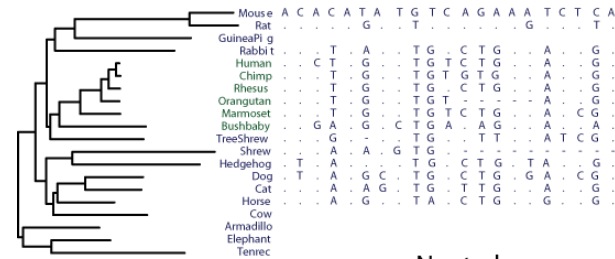 Mouse A C A C A T A T G T C A G A A A T C T C A
Rat . . . . . G . . T . . . . . . G . . . T .
GuineaPig
Rabbit . . . T . A . . T G . C T G . . A . . G .
Human . . C T . G . . T G T C T G . . A . . G .
Chimp . . . T . G . . T G T G T G . . A . . G .
Rhesus . . . T . G . . T G . C T G . . A . . G .
Orangutan . . . T . G . . T G T - - - - - A . . G .
Marmoset . . . T . G . . T G T C T G . . A . C G .
Bushbaby . . G A . G . C T G A . A G . . A . . A .
TreeShrew . . . G . - . . T G . . T T . . A T C G .
Shrew . . . A . A . G T G . - - - - - - - - - -
Hedgehog . T . A . . . . T G . C T G . T A . . G .
Dog . T . A . G C . T G . C T G . G A . C G .
Cat . . . A . A G . T G . T T G . . A . . G .
Horse . . . A . G . . T A . C T G . . G . . G .
Cow
Armadillo
Elephant
Tenrec